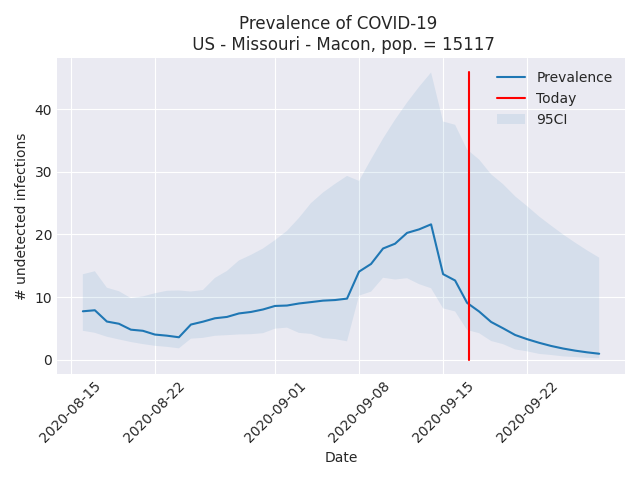 Prevalence of COVID-19
US - Missouri - Macon, pop. = 15117
Prevalence
Today
95CI
# undetected infections
40
30
20
10
0
2020-08-15
2020-08-22
2020-09-01
2020-09-08
2020-09-15
2020-09-22
Date